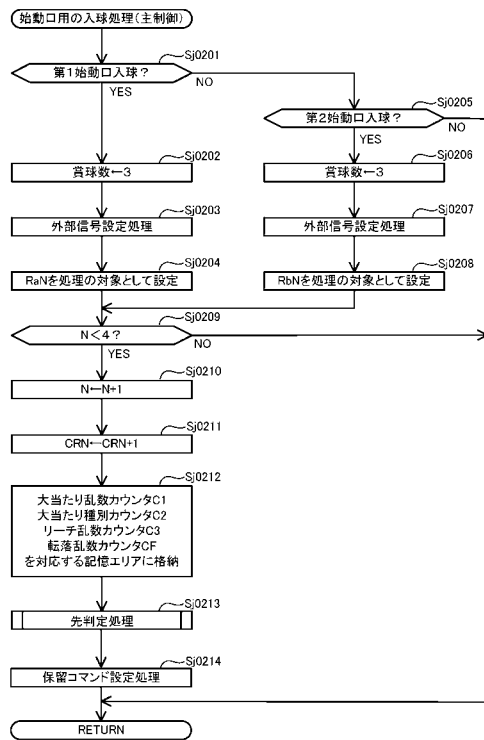 始動口用の入球処理(主制御)
Sj0201
第1始動口入球?
NO
YES
Sj0205
第2始動口入球?
NO
YES
Sj0202
賞球数←3
Sj0206
賞球数←3
Sj0203
外部信号設定処理
Sj0207
外部信号設定処理
Sj0204
RaNを処理の対象として設定
Sj0208
RbNを処理の対象として設定
Sj0209
N<4?
NO
YES
Sj0210
N←N+1
Sj0211
CRN←CRN+1
Sj0212
大当たり乱数カウンタC1
大当たり種別カウンタC2
リーチ乱数カウンタC3
転落乱数カウンタCF
を対応する記憶エリアに格納
Sj0213
先判定処理
Sj0214
保留コマンド設定処理
RETURN